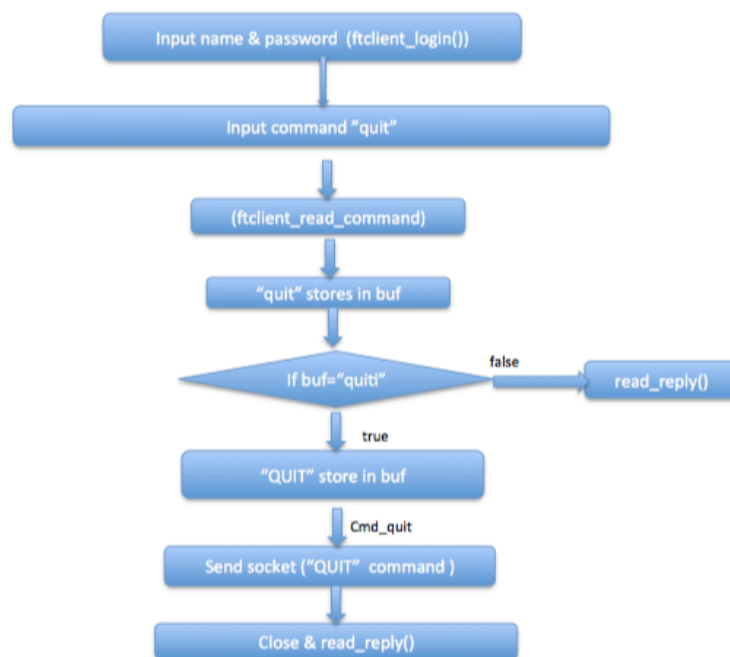 Input name & password (ftclient_login())
Input command “quit”
(ftclient_read_command)
“quit” stores in buf
false
If buf=“quiti”
read_reply()
true
“QUIT” store in buf
Cmd_quit
Send socket (“QUIT” command )
Close & read_reply()